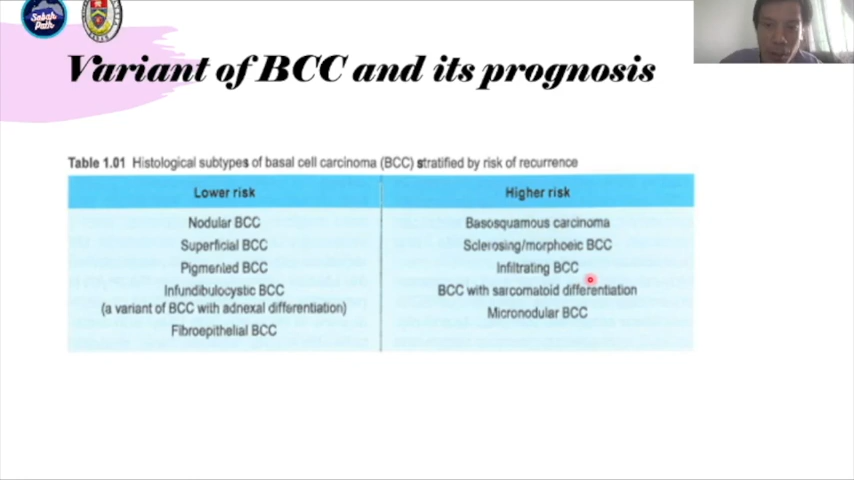 Sabah
Path
Variant of BCC and its prognosis
Table 1.01 Histological subtypes of basal cell carcinoma (BCC) stratified by risk of recurrence
Lower risk
Higher risk
Nodular BCC
Basosquamous carcinoma
Superficial BCC
Sclerosing/morphoeic BCC
Pigmented BCC
Infiltrating BCC
Infundibulocystic BCC
(a variant of BCC with adnexal differentiation)
BCC with sarcomatoid differentiation
Fibroepithelial BCC
Micronodular BCC